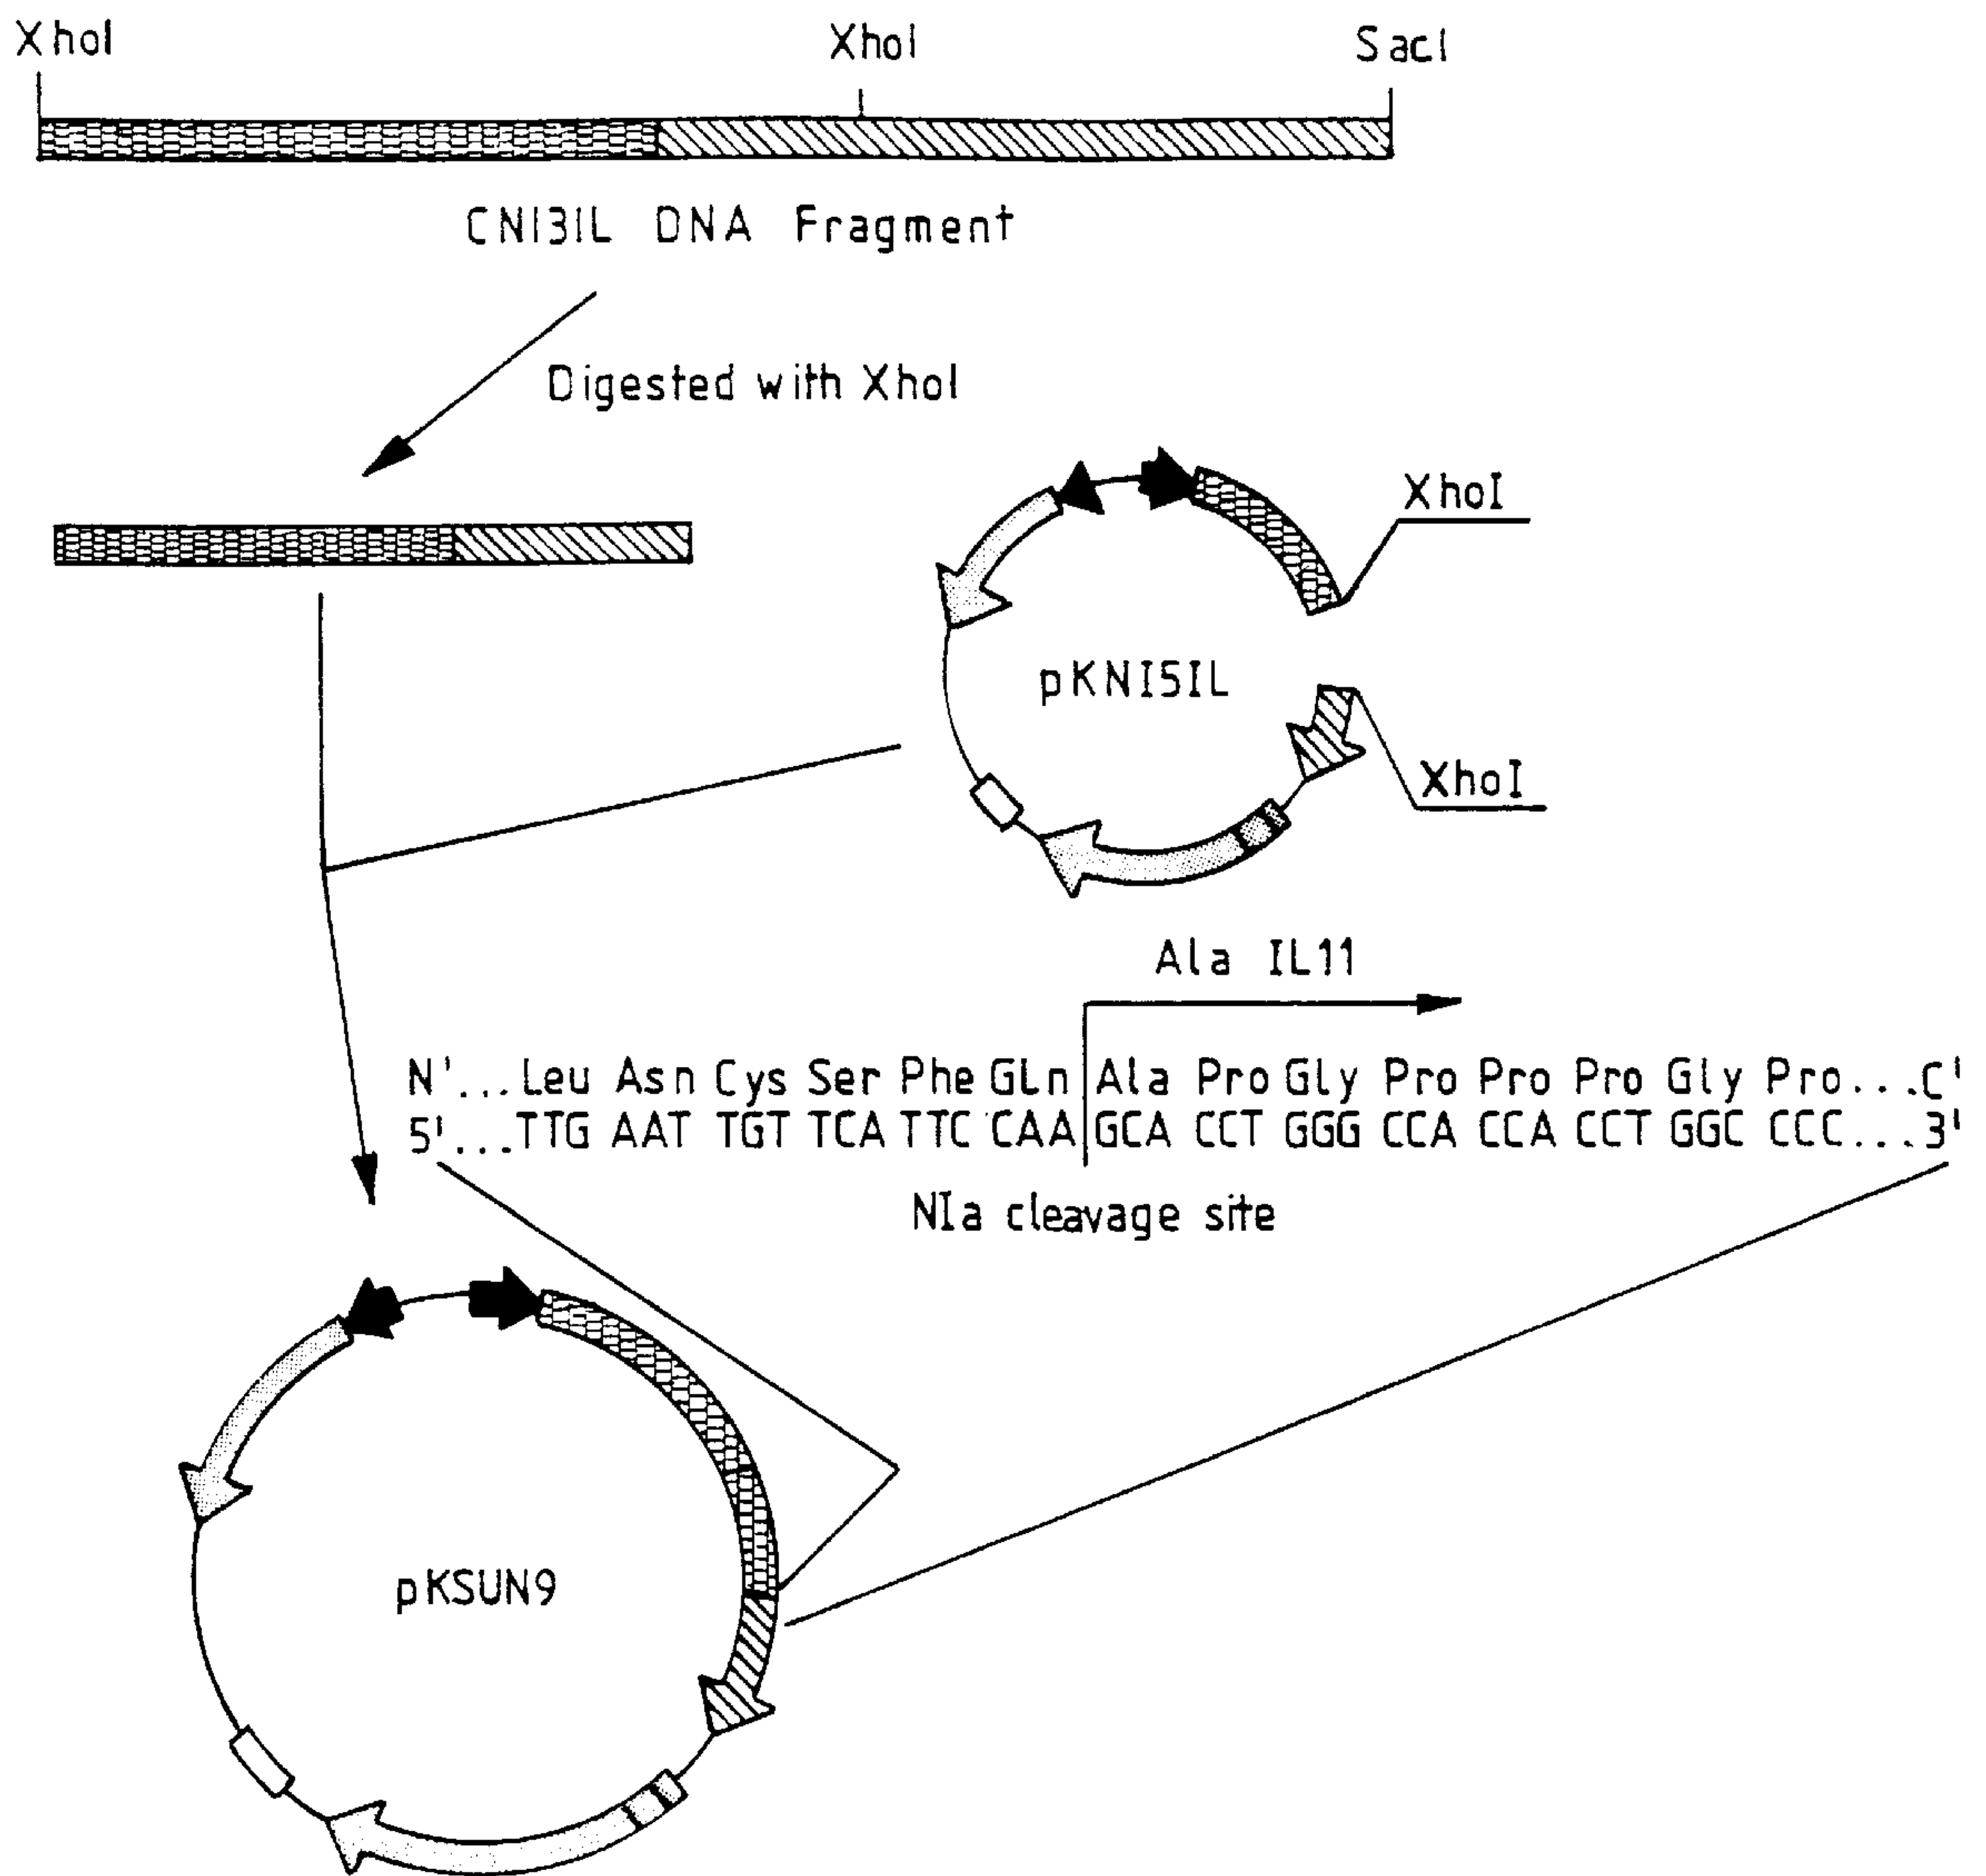 XhoI XhoI SacI
CNI3IL DNA Fragment
Digested with XhoI
XhoI
pKNI5IL
XhoI
Ala IL11
N'...Leu Asn Cys Ser Phe GLn Ala Pro Gly Pro Pro Pro Gly Pro...C'
5'...TTG AAT TGT TCA TTC CAA GCA CCT GGG CCA CCA CCT GGC CCC...3'
NIa cleavage site
pKSUN9